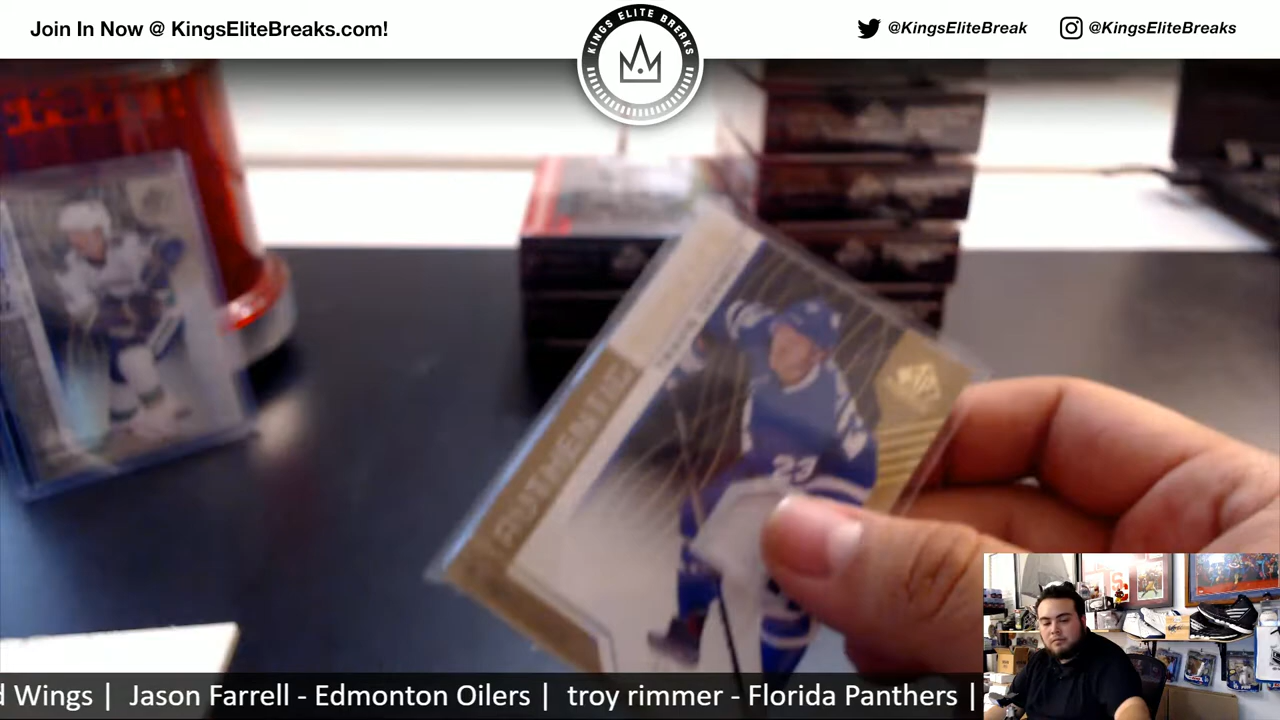 Join In Now @ KingsEliteBreaks.com!
KINGS ELITE BREAKS
@KingsEliteBreak
@KingsEliteBreaks
AUTHENTIC
23
d Wings | Jason Farrell - Edmonton Oilers | troy rimmer - Florida Panthers |